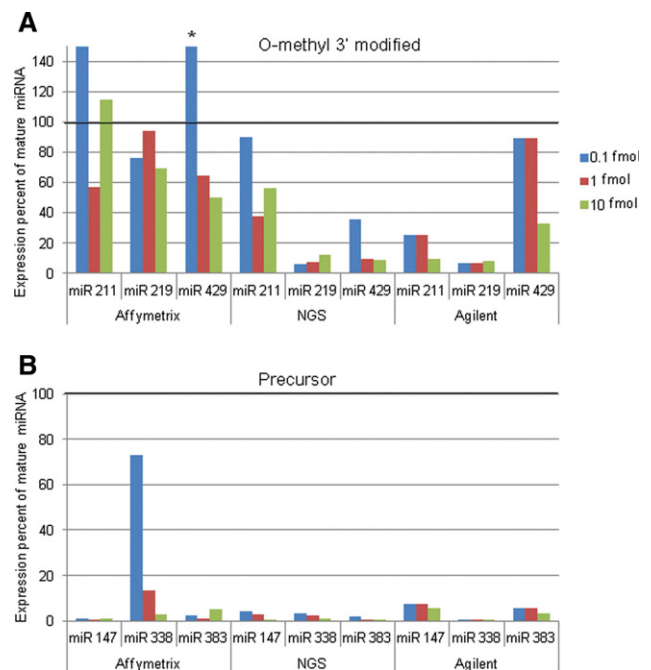 A
*
O-methyl 3' modified
Expression percent of mature miRNA
140
120
100
80
60
40
20
0
0.1 fmol
1 fmol
10 fmol
miR 211 miR 219 miR 429 miR 211 miR 219 miR 429 miR 211 miR 219 miR 429
Affymetrix NGS Agilent
B
Precursor
Expression percent of mature miRNA
100
80
60
40
20
0
miR 147 miR 338 miR 383 miR 147 miR 338 miR 383 miR 147 miR 338 miR 383
Affymetrix NGS Agilent